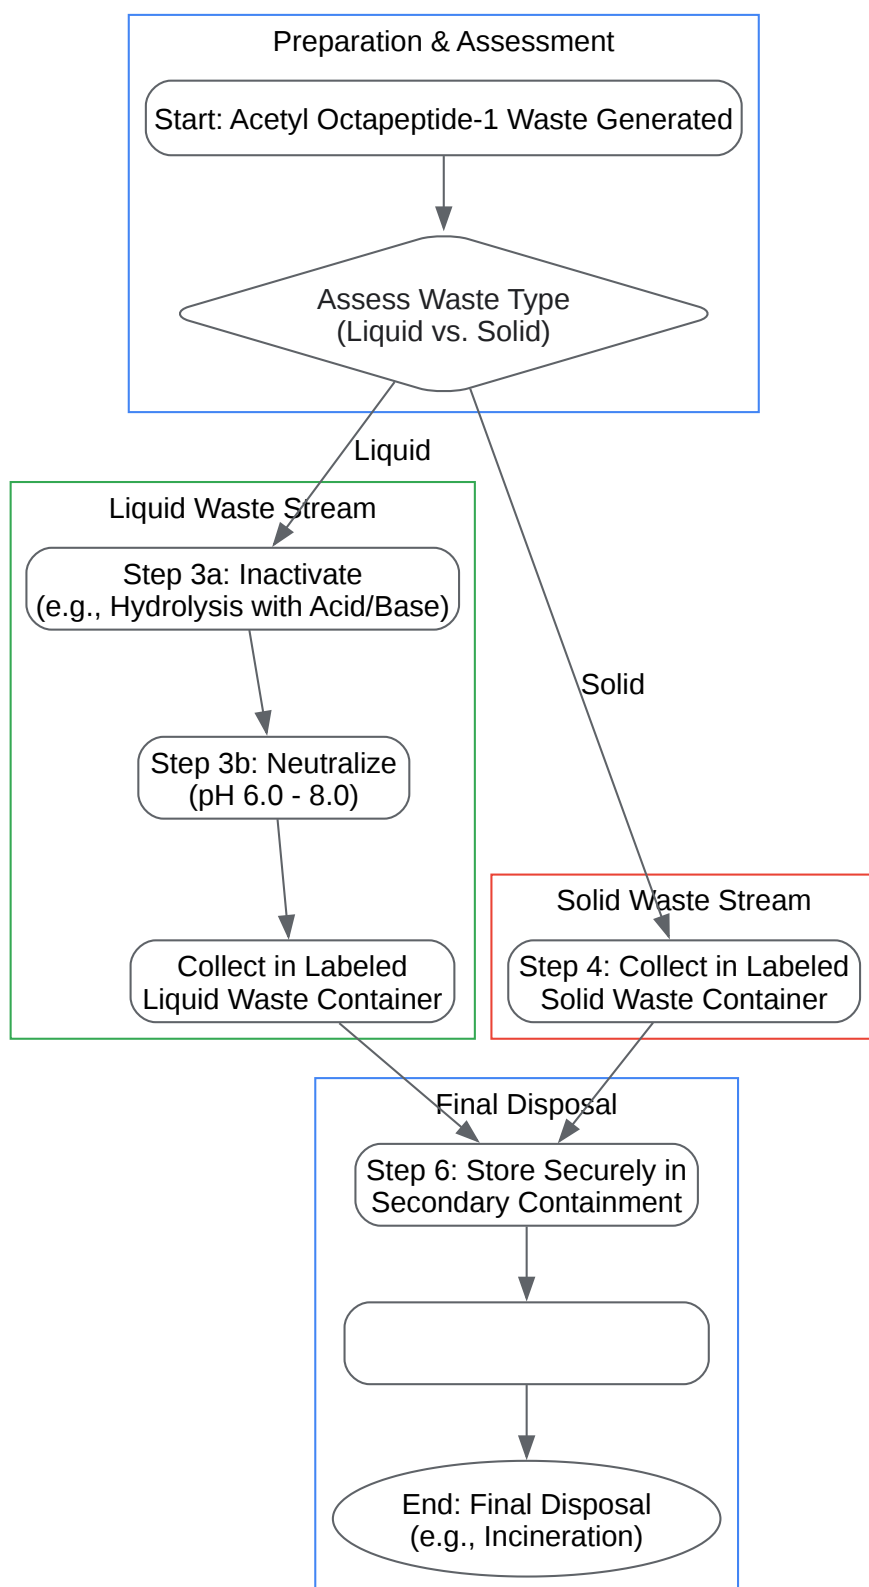 Preparation & Assessment
Start: Acetyl Octapeptide-1 Waste Generated
Assess Waste Type
(Liquid vs. Solid)
Liquid
Liquid Waste Stream
Step 3a: Inactivate
(e.g., Hydrolysis with Acid/Base)
Solid
Step 3b: Neutralize
(pH 6.0 - 8.0)
Solid Waste Stream
Collect in Labeled
Liquid Waste Container
Step 4: Collect in Labeled
Solid Waste Container
Final Disposal
Step 6: Store Securely in
Secondary Containment
End: Final Disposal
(e.g., Incineration)